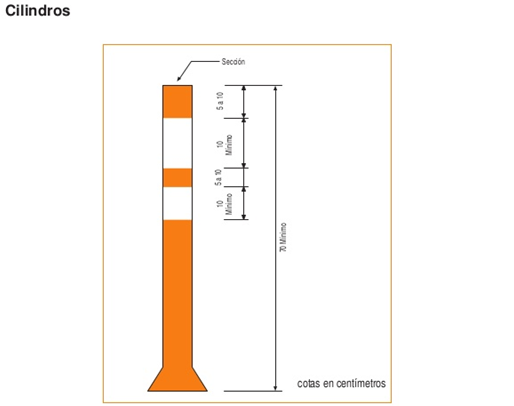 Cilindros
Sección
5 a 10
10
Mínimo
5 a 10
10
Mínimo
70 Mínimo
cotas en centímetros